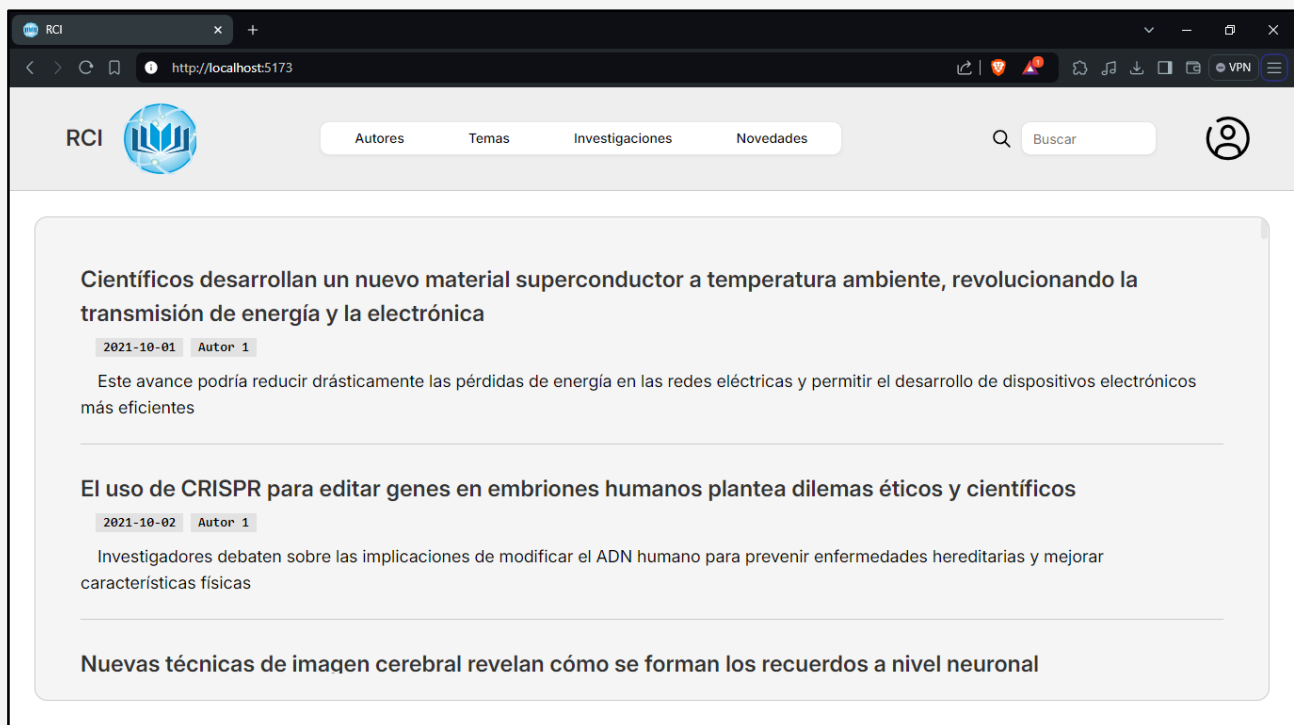 RCI
http://localhost:5173
1
VPN
RCI
Autores Temas Investigaciones Novedades
Buscar
Científicos desarrollan un nuevo material superconductor a temperatura ambiente, revolucionando la
transmisión de energía y la electrónica
2021-10-01 Autor 1
Este avance podría reducir drásticamente las pérdidas de energía en las redes eléctricas y permitir el desarrollo de dispositivos electrónicos
más eficientes
El uso de CRISPR para editar genes en embriones humanos plantea dilemas éticos y científicos
2021-10-02 Autor 1
Investigadores debaten sobre las implicaciones de modificar el ADN humano para prevenir enfermedades hereditarias y mejorar
características físicas
Nuevas técnicas de imagen cerebral revelan cómo se forman los recuerdos a nivel neuronal